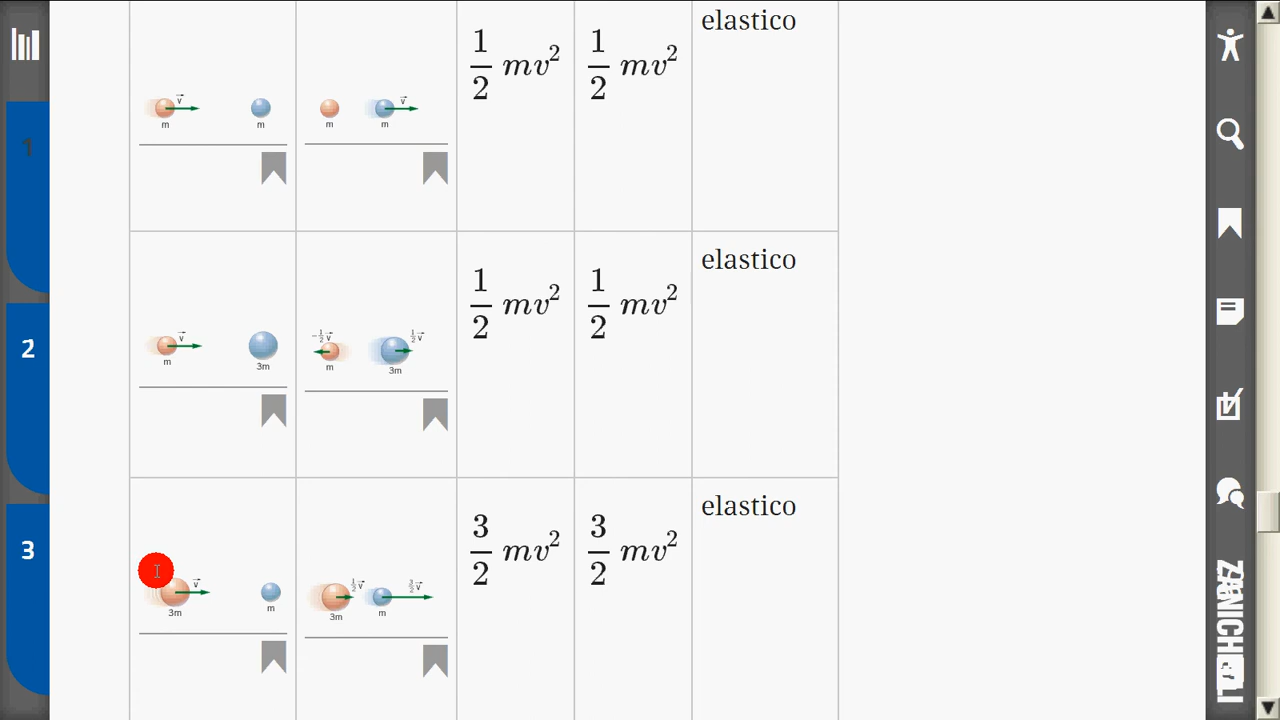 elastico
1/2 mv² 1/2 mv²
v v
m m m m
1
elastico
1/2 mv² 1/2 mv²
v -1/2 v 1/2 v
m 3m m 3m
2
elastico
3/2 mv² 3/2 mv²
v 1/2 v 3/2 v
3m m 3m m
3